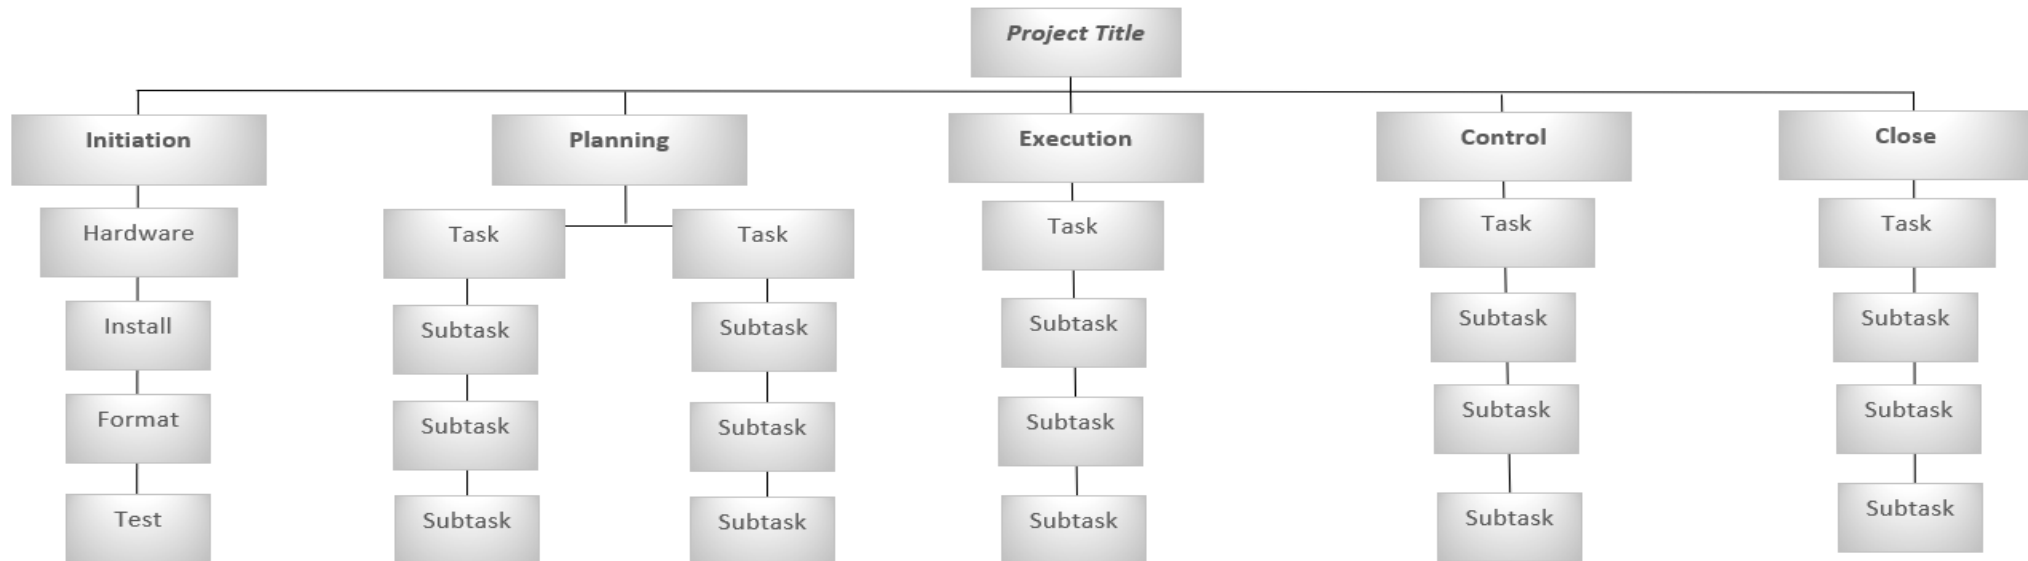 Project Title
Initiation
Planning
Execution
Control
Close
Hardware
Task
Task
Task
Task
Task
Install
Subtask
Subtask
Subtask
Subtask
Subtask
Format
Subtask
Subtask
Subtask
Subtask
Subtask
Test
Subtask
Subtask
Subtask
Subtask
Subtask